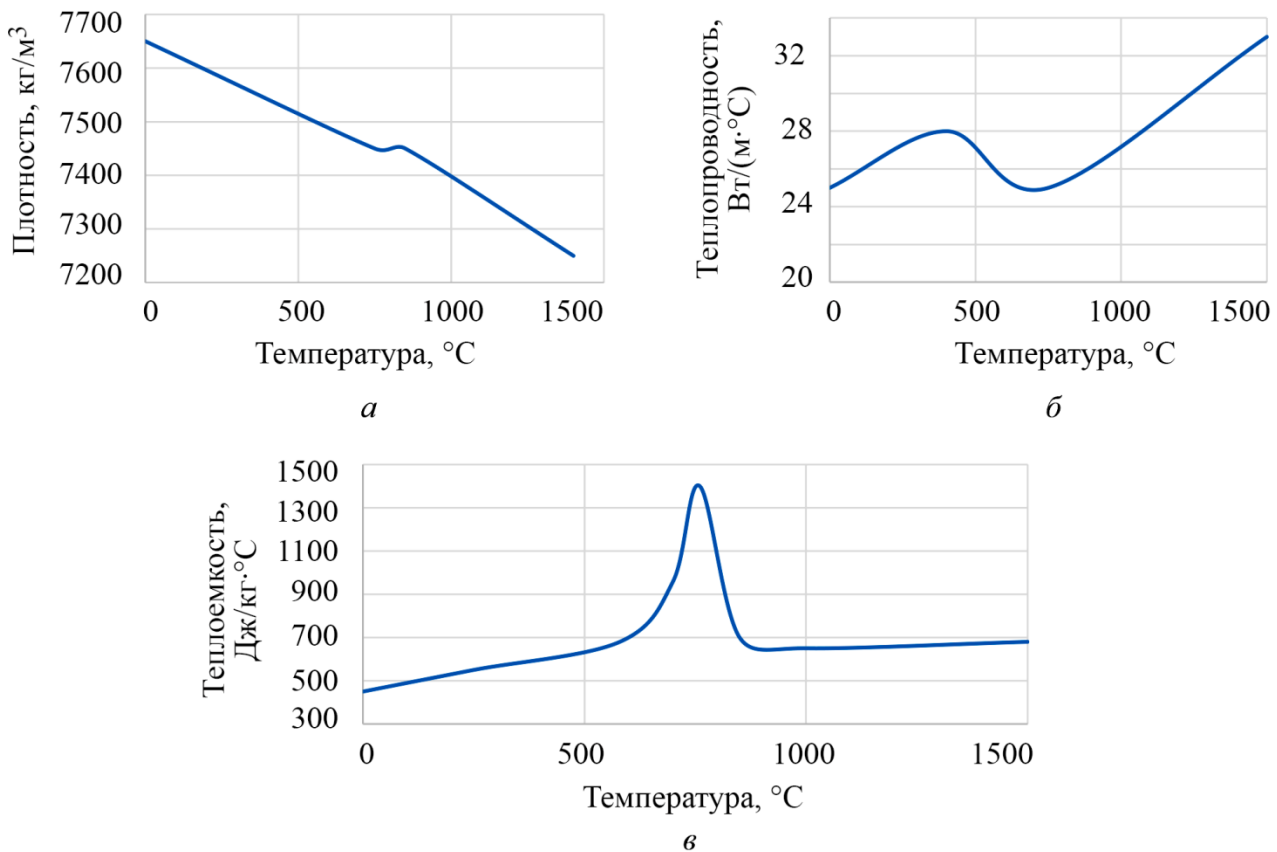 Плотность, кг/м³
7700
7600
7500
7400
7300
7200
0 500 1000 1500
Температура, °С
а
Теплопроводность,
Вт/(м·°С)
32
28
24
20
0 500 1000 1500
Температура, °С
б
Теплоемкость,
Дж/кг·°С
1500
1300
1100
900
700
500
300
0 500 1000 1500
Температура, °С
в